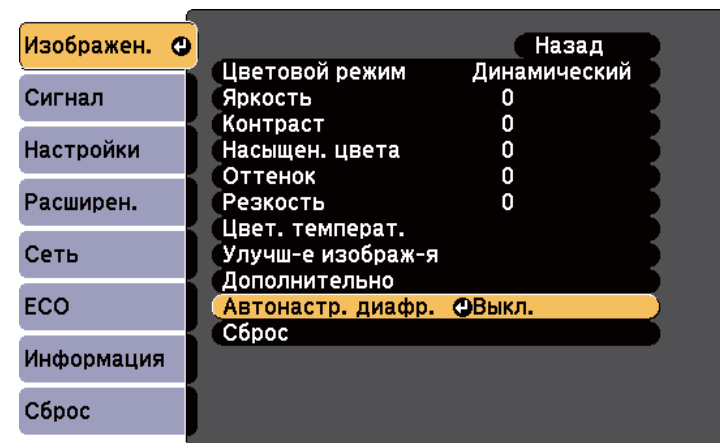 Изображен.
Сигнал
Настройки
Расширен.
Сеть
ECO
Информация
Сброс
Назад
Цветовой режим Динамический
Яркость 0
Контраст 0
Насыщен. цвета 0
Оттенок 0
Резкость 0
Цвет. температ.
Улучш-е изображ-я
Дополнительно
Автонастр. диафр. Выкл.
Сброс